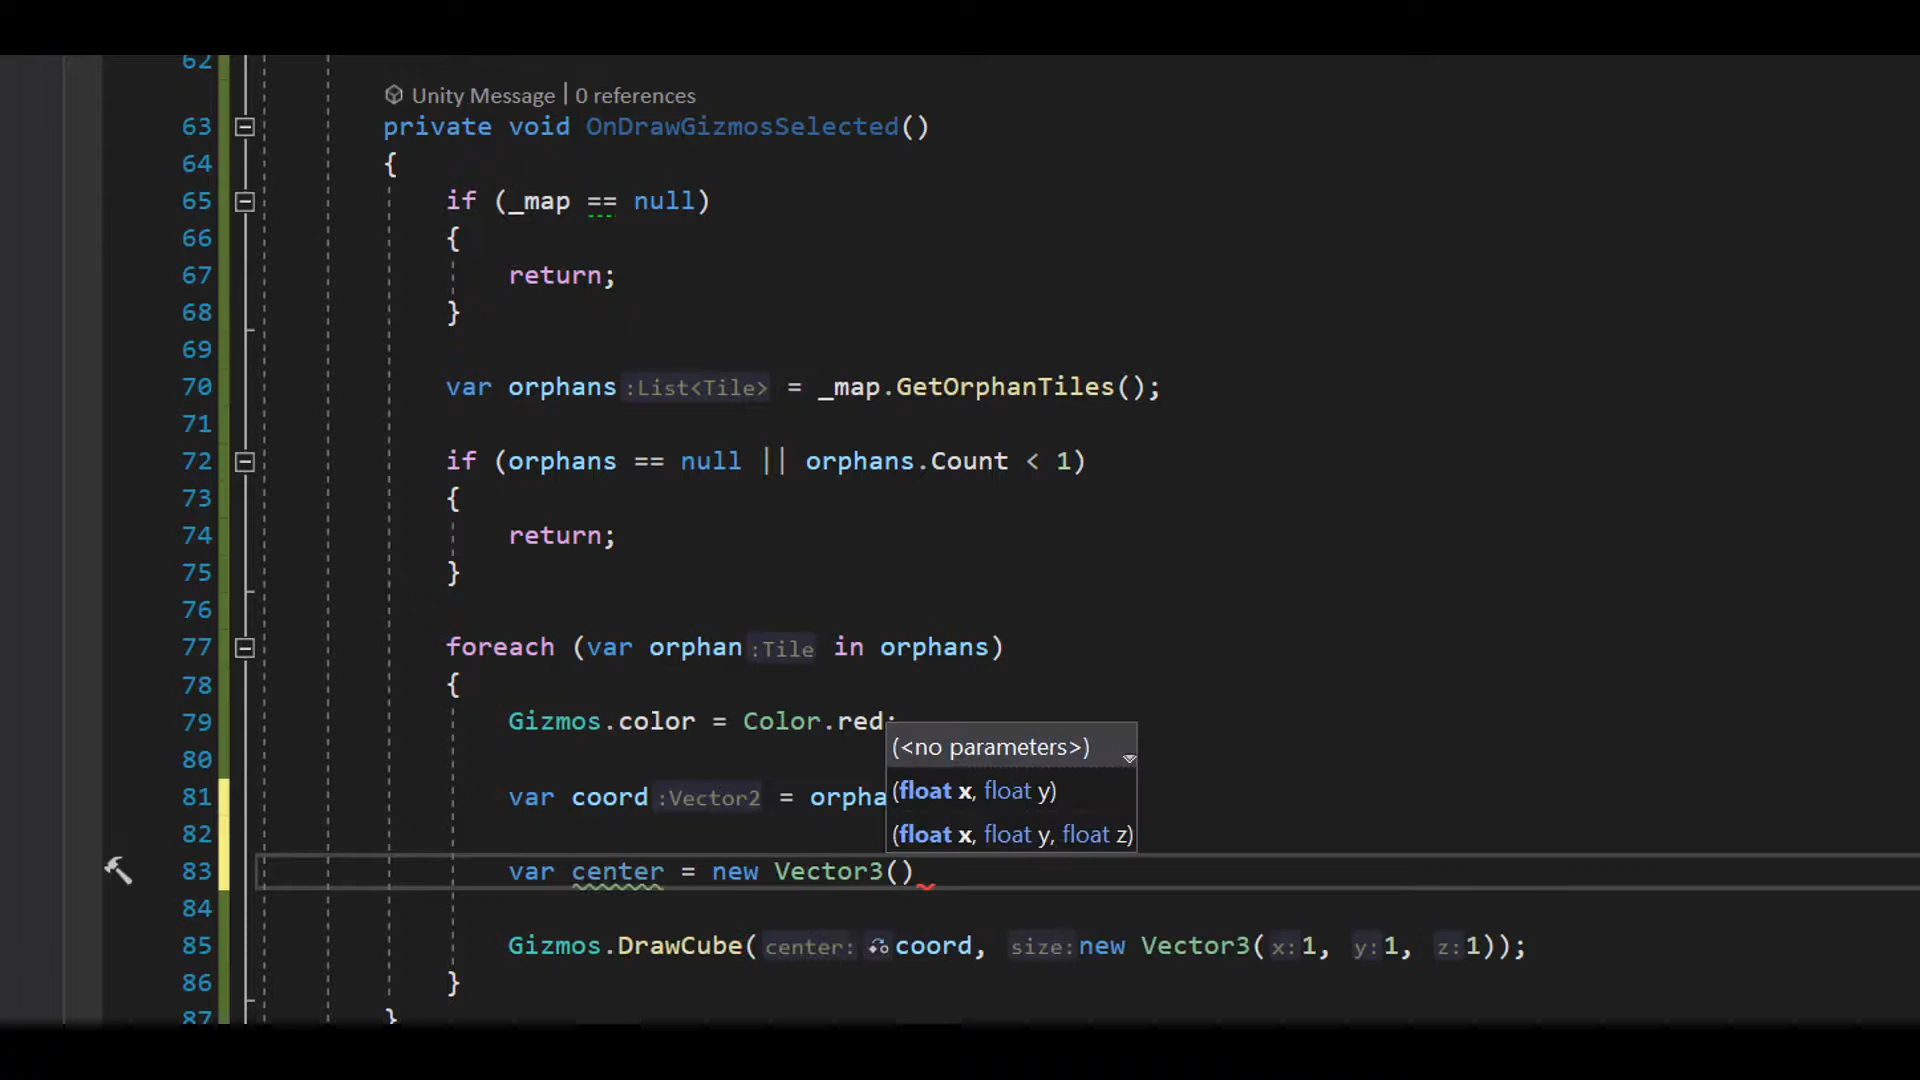 62
Unity Message | 0 references
63 private void OnDrawGizmosSelected()
64 {
65 if (_map == null)
66 {
67 return;
68 }
69
70 var orphans :List<Tile> = _map.GetOrphanTiles();
71
72 if (orphans == null || orphans.Count < 1)
73 {
74 return;
75 }
76
77 foreach (var orphan :Tile in orphans)
78 {
79 Gizmos.color = Color.red;
(<no parameters>)
80
(float x, float y)
81 var coord :Vector2 = orpha
82
(float x, float y, float z)
83 var center = new Vector3()
84
85 Gizmos.DrawCube(center: coord, size: new Vector3(x:1, y:1, z:1));
86 }
87 }